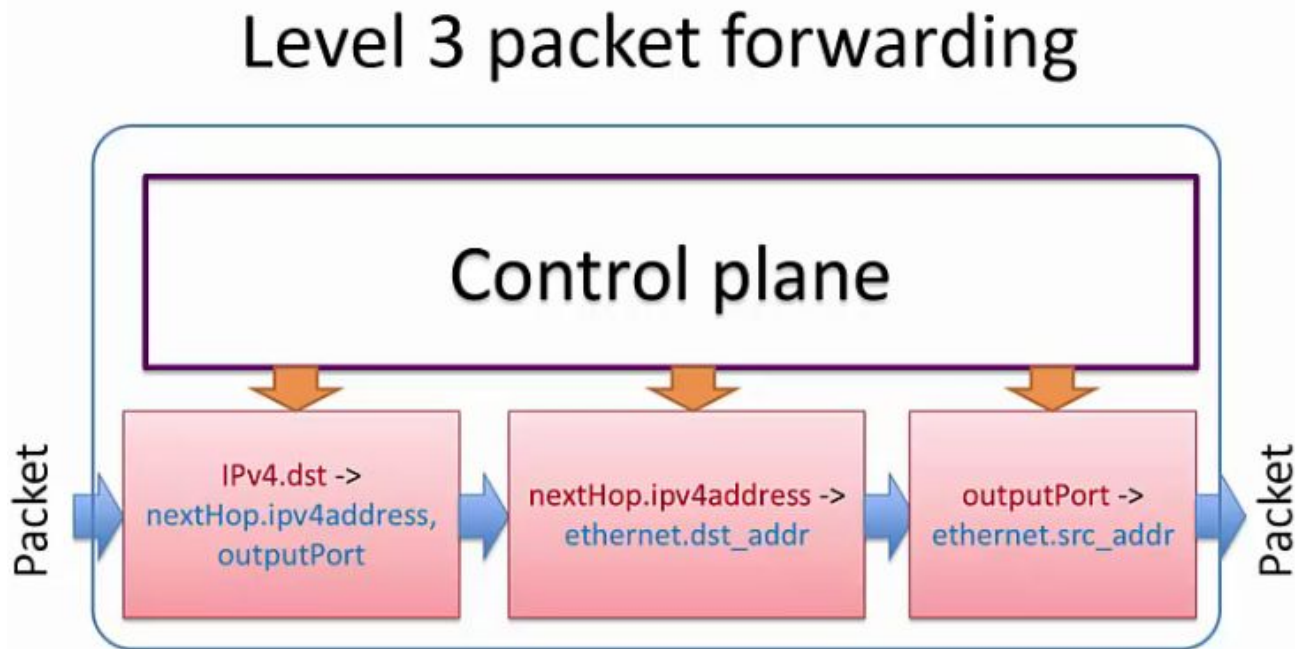 Level 3 packet forwarding
Control plane
Packet
IPv4.dst ->
nextHop.ipv4address,
outputPort
nextHop.ipv4address ->
ethernet.dst_addr
outputPort ->
ethernet.src_addr
Packet